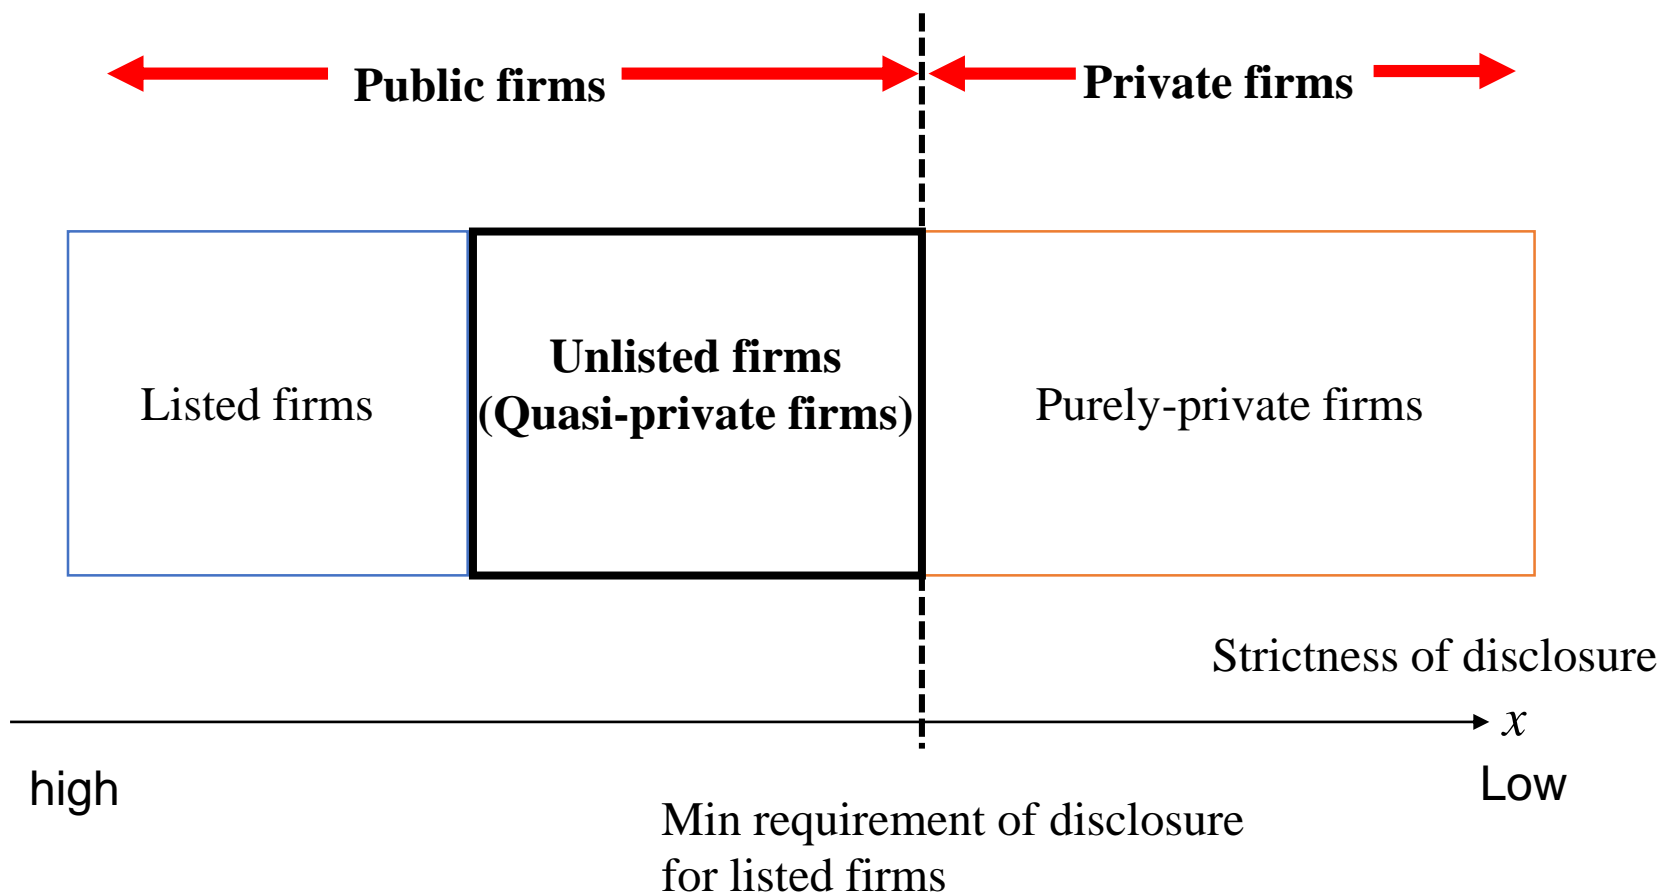 Public firms
Private firms
Listed firms
Unlisted firms
(Quasi-private firms)
Purely-private firms
Strictness of disclosure
x
high
Low
Min requirement of disclosure
for listed firms